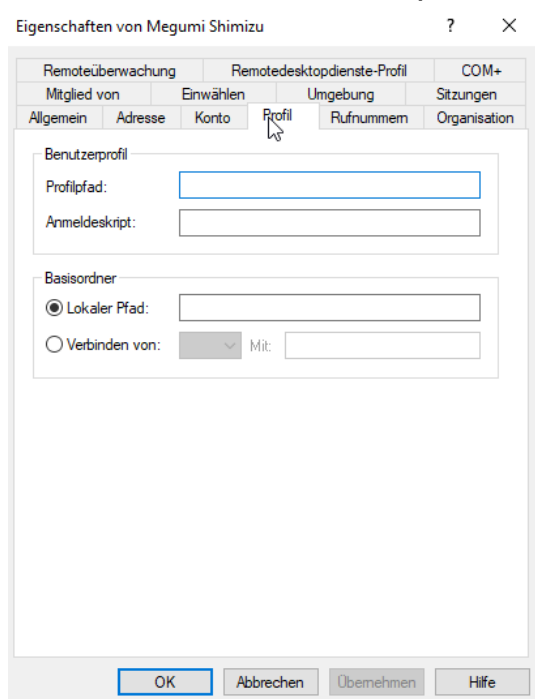 Eigenschaften von Megumi Shimizu ? ×
Remoteüberwachung Remotedesktopdienste-Profil COM+
Mitglied von Einwählen Umgebung Sitzungen
Allgemein Adresse Konto Profil Rufnummern Organisation
Benutzerprofil
Profilpfad:
Anmeldeskript:
Basisordner
Lokaler Pfad:
Verbinden von: Mit:
OK Abbrechen Übernehmen Hilfe